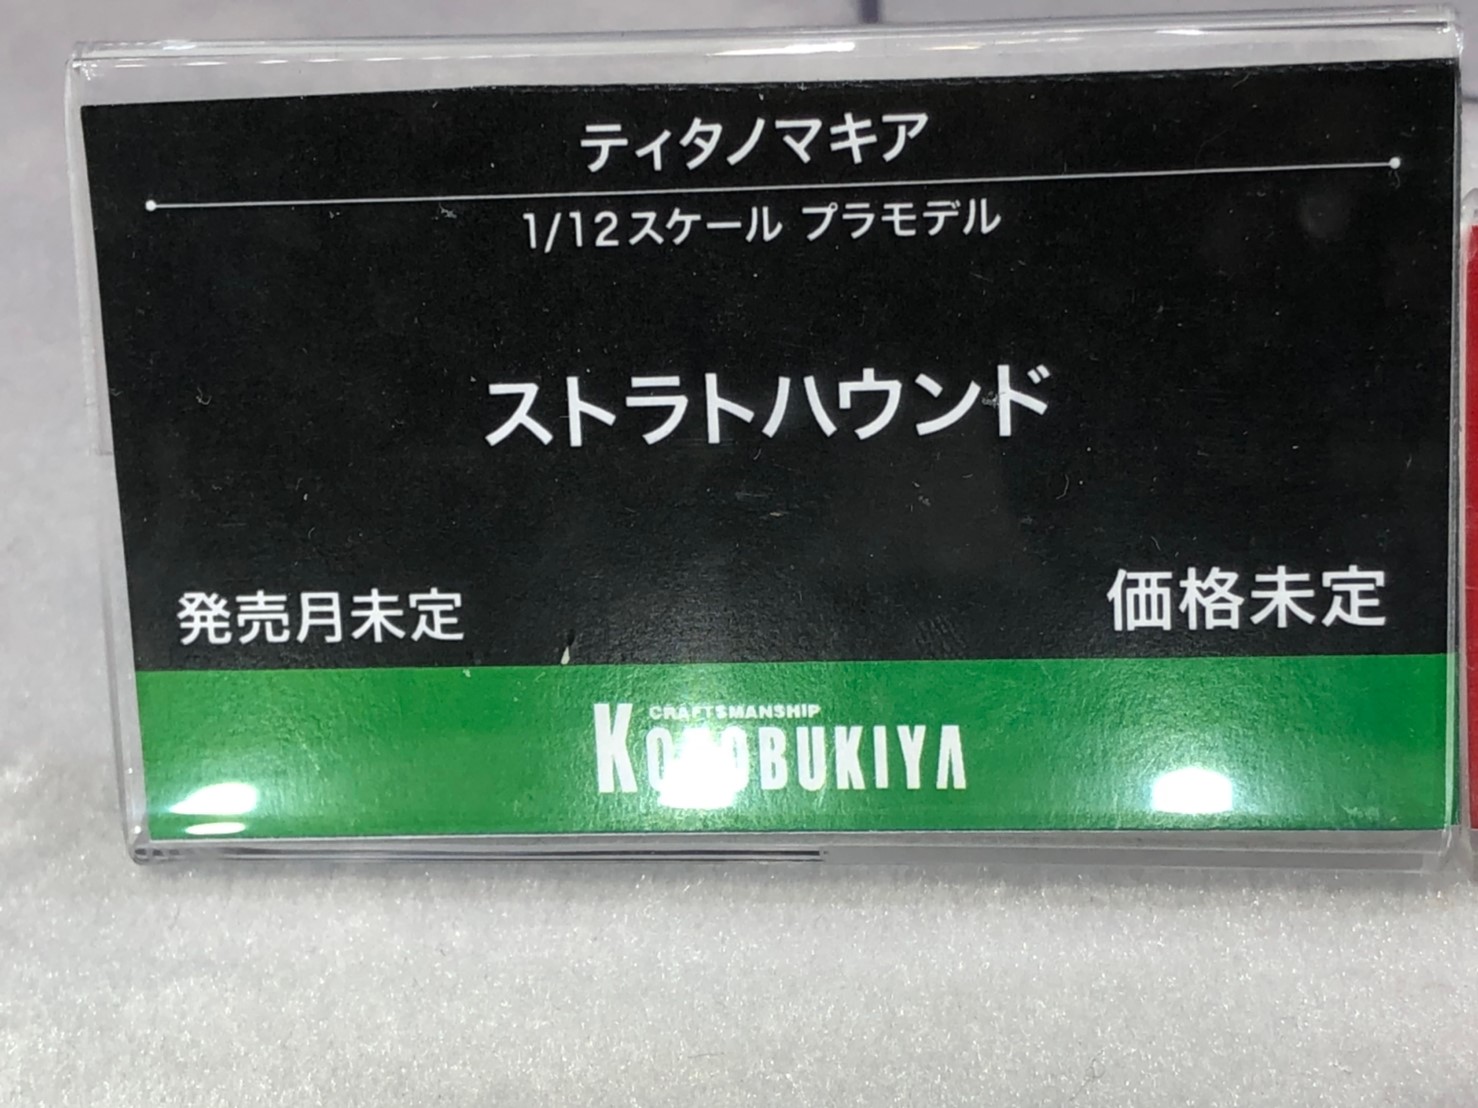 ティタノマキア
1/12スケール プラモデル
ストラトハウンド
発売月未定
価格未定
CRAFTSMANSHIP
KOTOBUKIYA